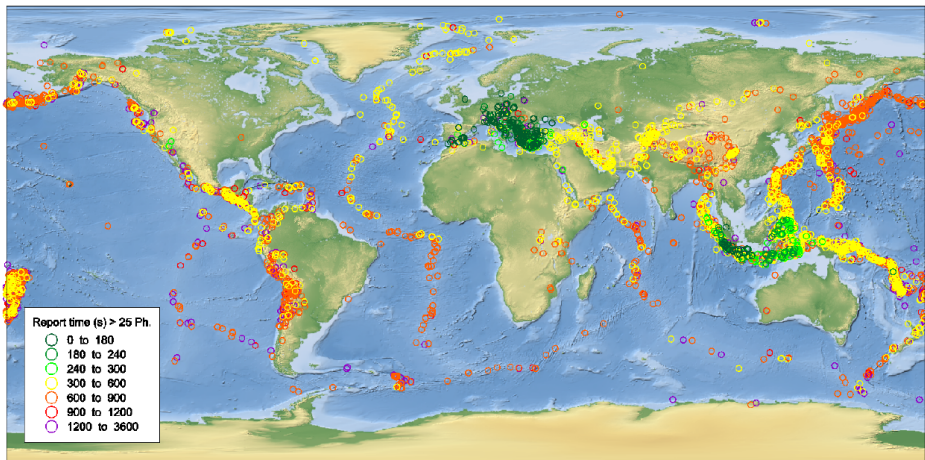 Report time (s) > 25 Ph.
0 to 180
180 to 240
240 to 300
300 to 600
600 to 900
900 to 1200
1200 to 3600